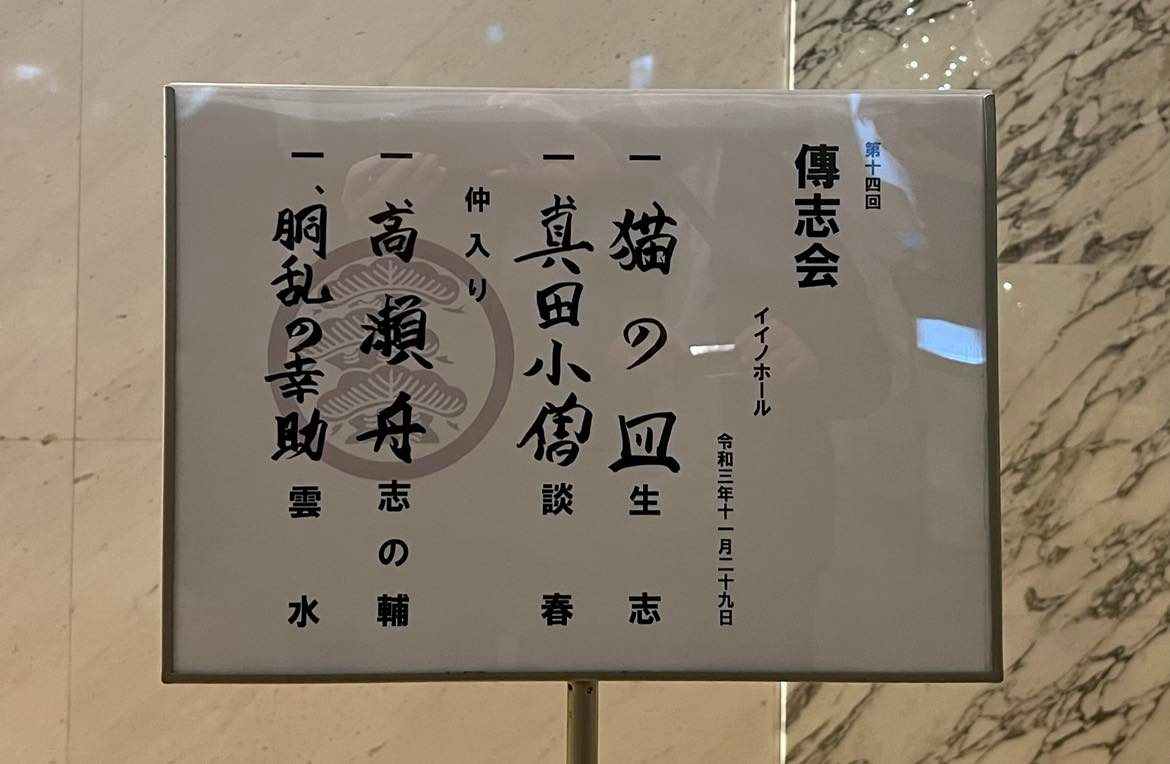 第十四回
傳志会
イイノホール
令和三年十一月二十九日
一 猫の皿 生志
一 真田小僧 談春
仲入り
一、高瀬舟 志の輔
一、胴乱の幸助 雲水